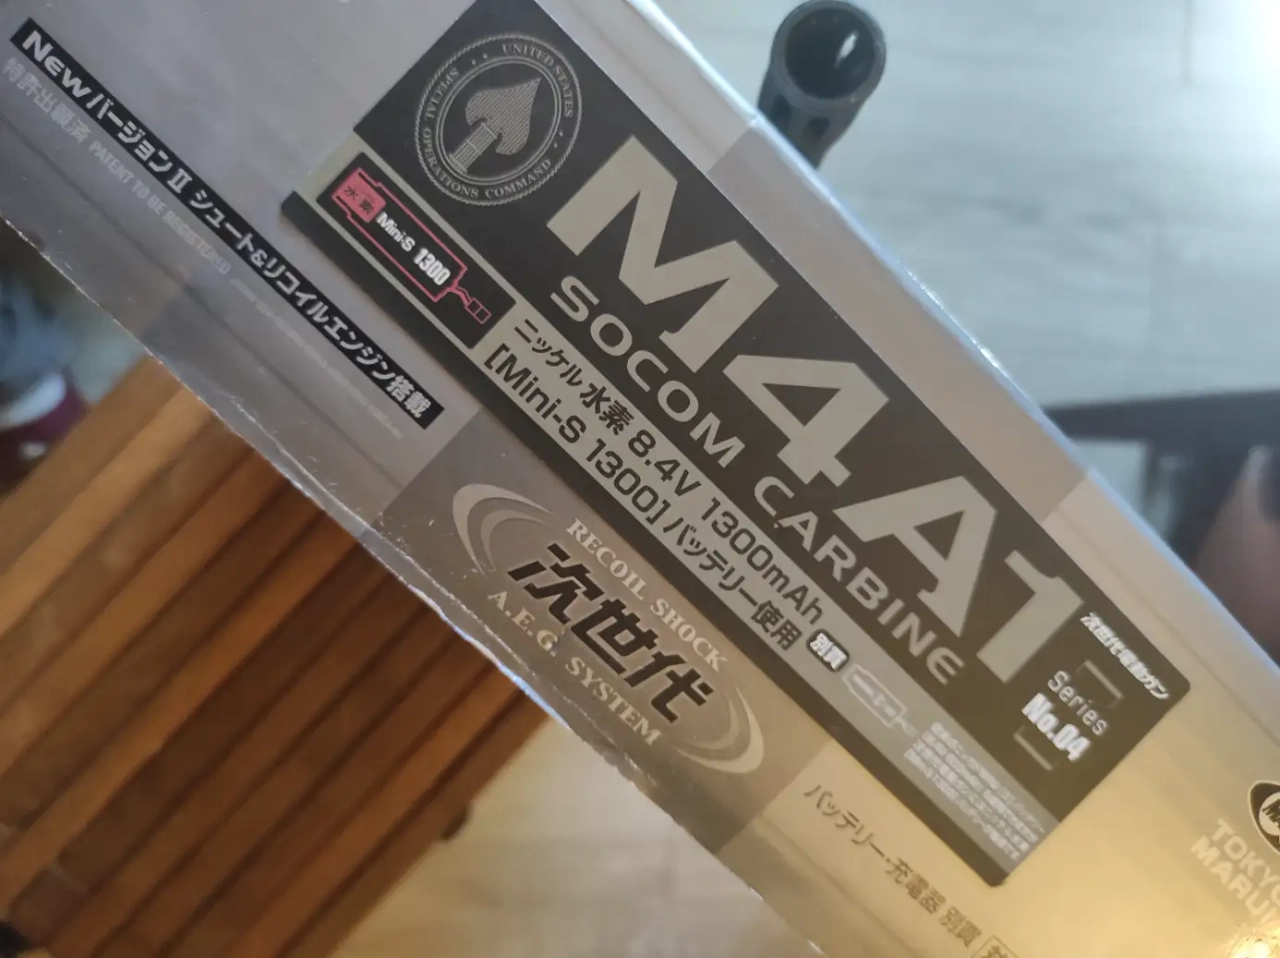 Newバージョン II シュート&リコイルエンジン搭載
特許出願済 PATENT TO BE REGISTERED
UNITED STATES
SPECIAL OPERATIONS COMMAND
M4A1
SOCOM CARBINE
水素 Mini-S 1300
ニッケル水素 8.4V 1300mAh
[Mini-S 1300] バッテリー使用 別売
次世代電動ガン
Series
No.04
RECOIL SHOCK
次世代
A.E.G. SYSTEM
バッテリー・充電器 別売
TOKYO